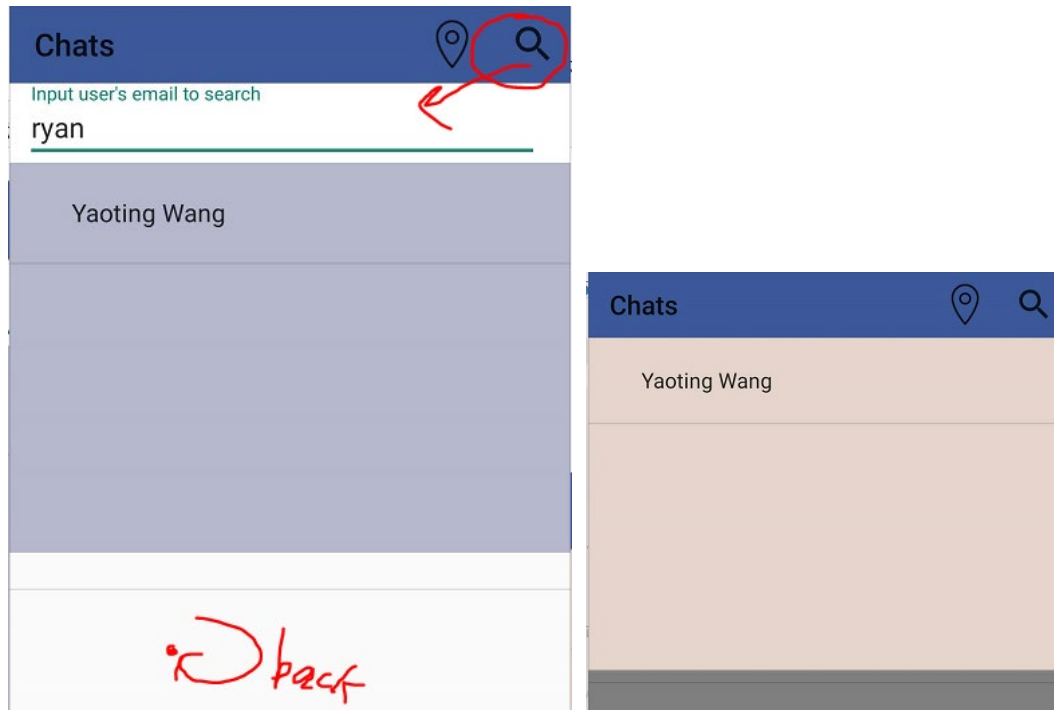 Chats
Input user's email to search
ryan
Yaoting Wang
back
Chats
Yaoting Wang